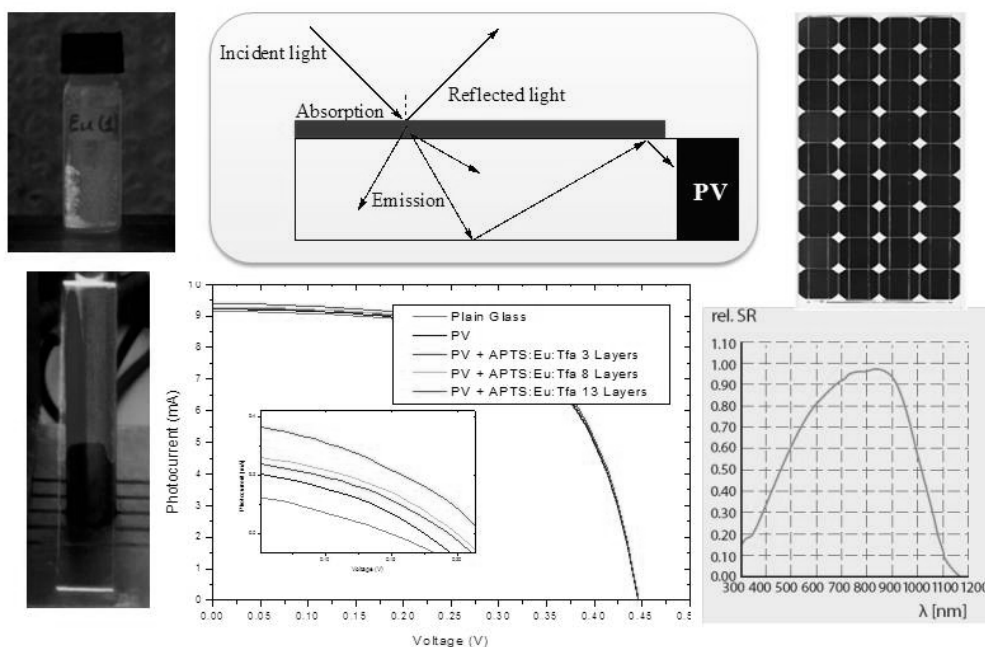 Eu(1)
Incident light
Reflected light
Absorption
Emission
PV
Photocurrent (mA)
1.0
9
8
7
6
5
4
3
2
1
0
Plain Glass
PV
PV + APTS:Eu:Tfa 3 Layers
PV + APTS:Eu:Tfa 8 Layers
PV + APTS:Eu:Tfa 13 Layers
Photocurrent (mA)
Voltage (V)
0.00 0.05 0.10 0.15 0.20 0.25 0.30 0.35 0.40 0.45 0.5
Voltage (V)
rel. SR
1.10
1.00
0.90
0.80
0.70
0.60
0.50
0.40
0.30
0.20
0.10
0.00
300 400 500 600 700 800 900 1000 1100 1200
λ [nm]